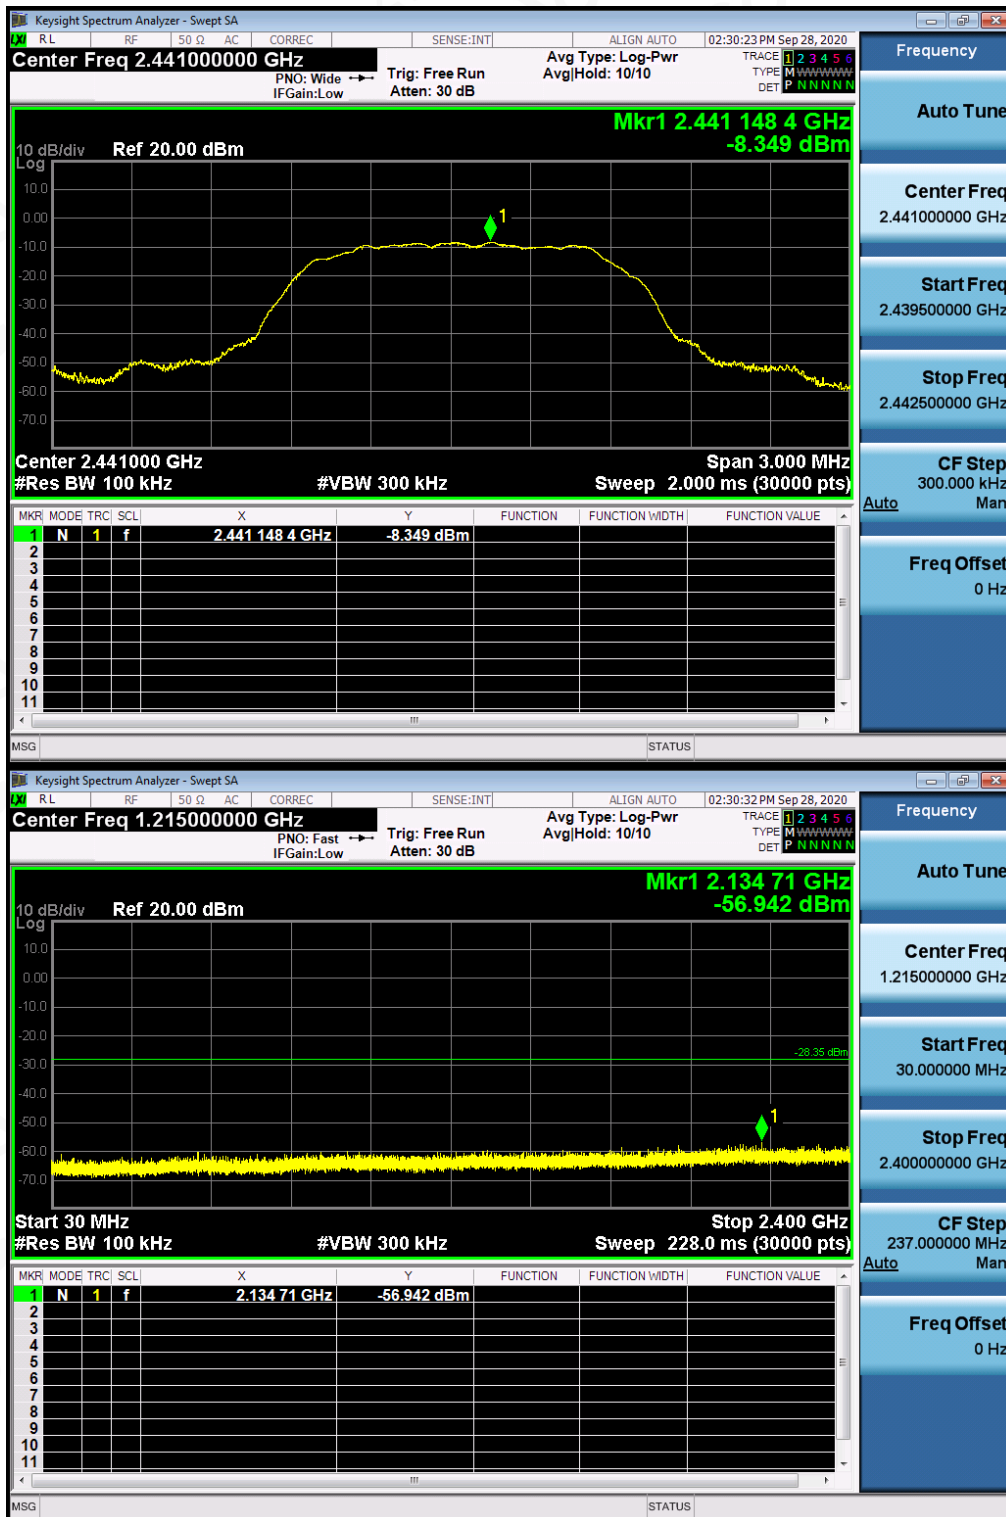 Keysight Spectrum Analyzer - Swept SA
LXI RL RF 50 Ω AC CORREC SENSE:INT ALIGN AUTO 02:30:23 PM Sep 28, 2020
Center Freq 2.441000000 GHz
PNO: Wide
IFGain:Low
Trig: Free Run
Atten: 30 dB
Avg Type: Log-Pwr
Avg|Hold: 10/10
TRACE 1 2 3 4 5 6
TYPE M WWWWW
DET P N N N N N
Mkr1 2.441 148 4 GHz
-8.349 dBm
10 dB/div Ref 20.00 dBm
Log
10.0
0.00
-10.0
-20.0
-30.0
-40.0
-50.0
-60.0
-70.0
1
Center 2.441000 GHz Span 3.000 MHz
#Res BW 100 kHz #VBW 300 kHz Sweep 2.000 ms (30000 pts)
MKR MODE TRC SCL X Y FUNCTION FUNCTION WIDTH FUNCTION VALUE
1 N 1 f 2.441 148 4 GHz -8.349 dBm
2
3
4
5
6
7
8
9
10
11
MSG STATUS
Frequency
Auto Tune
Center Freq
2.441000000 GHz
Start Freq
2.439500000 GHz
Stop Freq
2.442500000 GHz
CF Step
300.000 kHz
Auto Man
Freq Offset
0 Hz
Keysight Spectrum Analyzer - Swept SA
LXI RL RF 50 Ω AC CORREC SENSE:INT ALIGN AUTO 02:30:32 PM Sep 28, 2020
Center Freq 1.215000000 GHz
PNO: Fast
IFGain:Low
Trig: Free Run
Atten: 30 dB
Avg Type: Log-Pwr
Avg|Hold: 10/10
TRACE 1 2 3 4 5 6
TYPE M WWWWW
DET P N N N N N
Mkr1 2.134 71 GHz
-56.942 dBm
10 dB/div Ref 20.00 dBm
Log
10.0
0.00
-10.0
-20.0
-30.0
-40.0
-50.0
-60.0
-70.0
-28.35 dBm
1
Start 30 MHz Stop 2.400 GHz
#Res BW 100 kHz #VBW 300 kHz Sweep 228.0 ms (30000 pts)
MKR MODE TRC SCL X Y FUNCTION FUNCTION WIDTH FUNCTION VALUE
1 N 1 f 2.134 71 GHz -56.942 dBm
2
3
4
5
6
7
8
9
10
11
MSG STATUS
Frequency
Auto Tune
Center Freq
1.215000000 GHz
Start Freq
30.000000 MHz
Stop Freq
2.400000000 GHz
CF Step
237.000000 MHz
Auto Man
Freq Offset
0 Hz